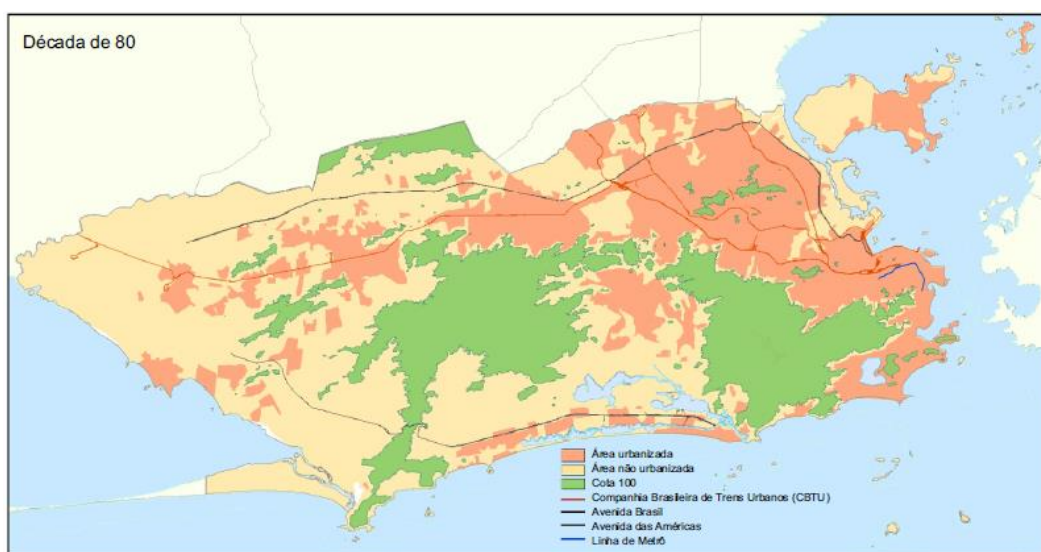 Década de 80
Área urbanizada
Área não urbanizada
Cota 100
Companhia Brasileira de Trens Urbanos (CBTU)
Avenida Brasil
Avenida das Américas
Linha de Metrô